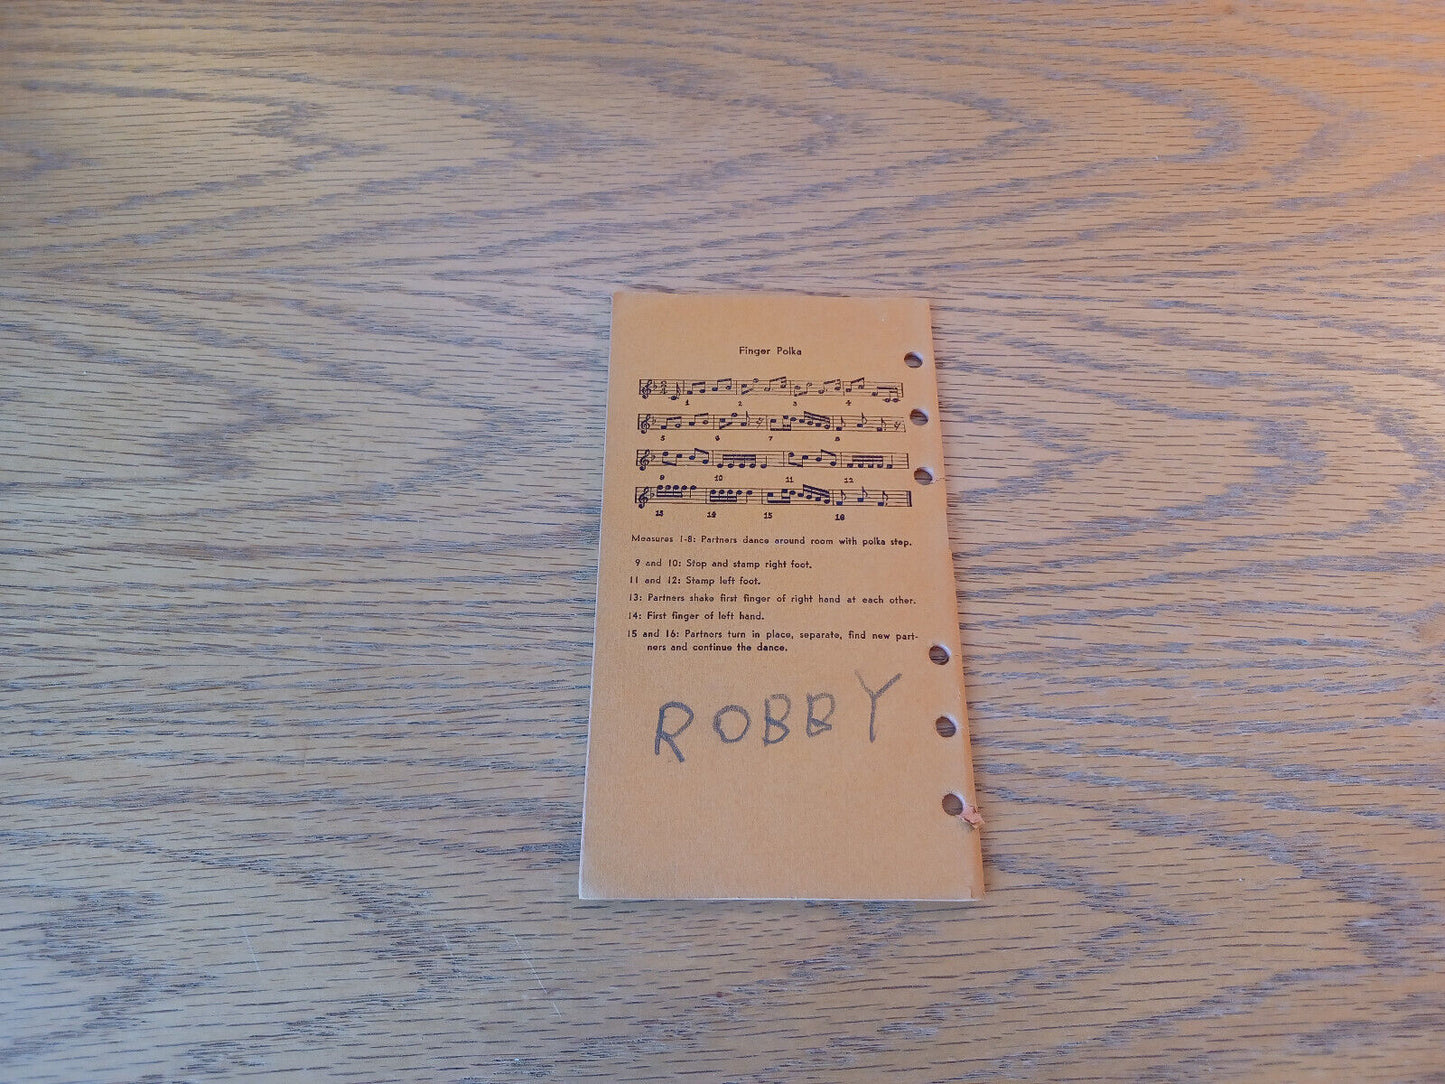 Finger Polka
1 2 3 4
5 6 7 8
9 10 11 12
13 14 15 16
Measures 1-8: Partners dance around room with polka step.
9 and 10: Stop and stamp right foot.
11 and 12: Stamp left foot.
13: Partners shake first finger of right hand at each other.
14: First finger of left hand.
15 and 16: Partners turn in place, separate, find new part-
ners and continue the dance.
ROBBY